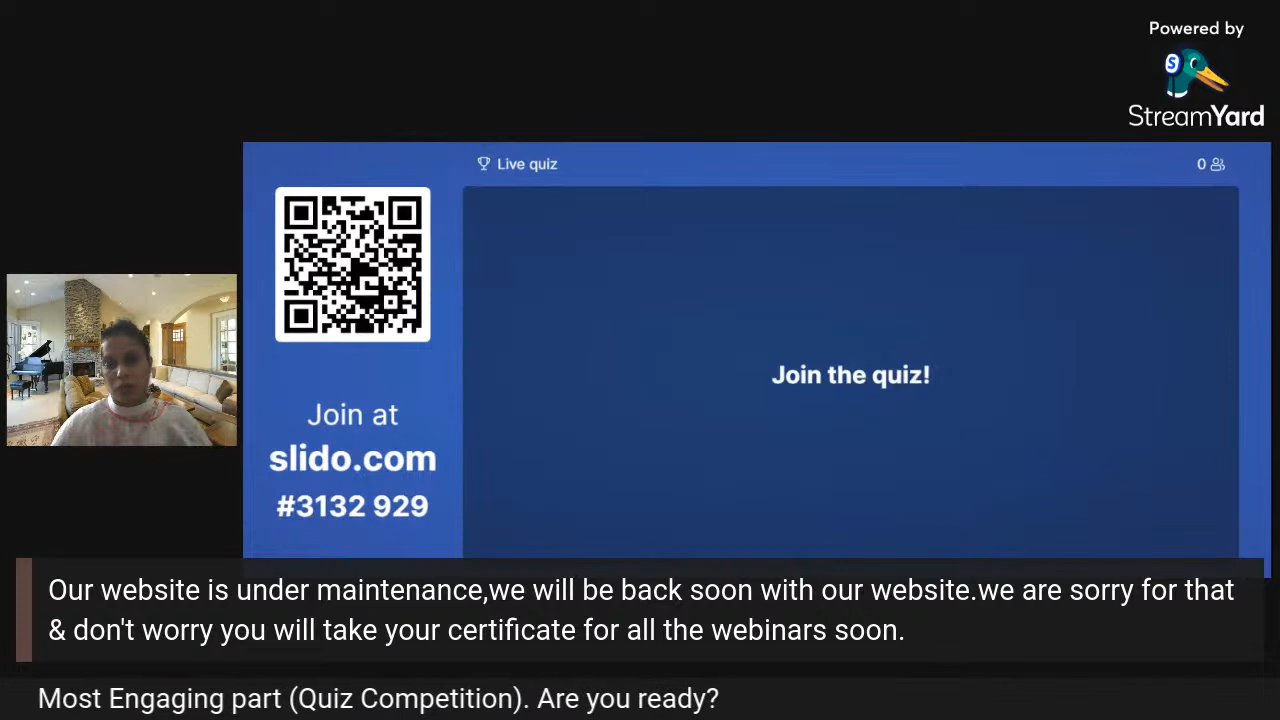 Powered by
S
StreamYard
Live quiz
0
Join the quiz!
Join at
slido.com
#3132 929
Our website is under maintenance,we will be back soon with our website.we are sorry for that
& don't worry you will take your certificate for all the webinars soon.
Most Engaging part (Quiz Competition). Are you ready?